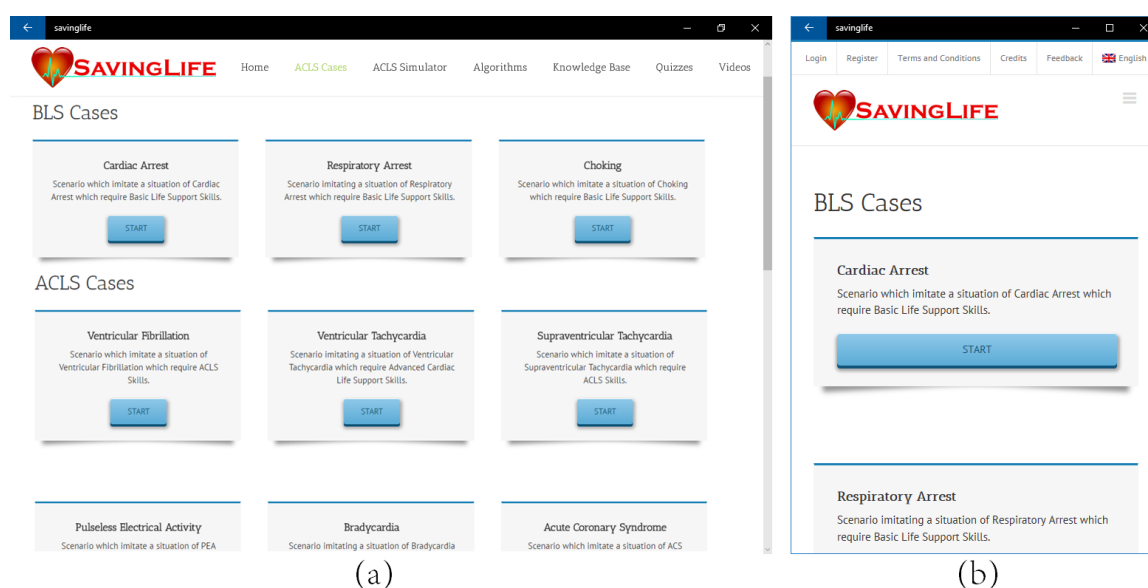 savinglife
SAVINGLIFE
Home ACLS Cases ACLS Simulator Algorithms Knowledge Base Quizzes Videos
BLS Cases
Cardiac Arrest
Scenario which imitate a situation of Cardiac
Arrest which require Basic Life Support Skills.
START
Respiratory Arrest
Scenario imitating a situation of Respiratory
Arrest which require Basic Life Support Skills.
START
Choking
Scenario which imitate a situation of Choking
which require Basic Life Support Skills.
START
ACLS Cases
Ventricular Fibrillation
Scenario which imitate a situation of
Ventricular Fibrillation which require ACLS
Skills.
START
Ventricular Tachycardia
Scenario imitating a situation of Ventricular
Tachycardia which require Advanced Cardiac
Life Support Skills.
START
Supraventricular Tachycardia
Scenario which imitate a situation of
Supraventricular Tachycardia which require
ACLS Skills.
START
Pulseless Electrical Activity
Scenario which imitate a situation of PEA
Bradycardia
Scenario imitating a situation of Bradycardia
Acute Coronary Syndrome
Scenario which imitate a situation of ACS
(a)
savinglife
Login Register Terms and Conditions Credits Feedback English
SAVINGLIFE
BLS Cases
Cardiac Arrest
Scenario which imitate a situation of Cardiac Arrest which
require Basic Life Support Skills.
START
Respiratory Arrest
Scenario imitating a situation of Respiratory Arrest which
require Basic Life Support Skills.
(b)